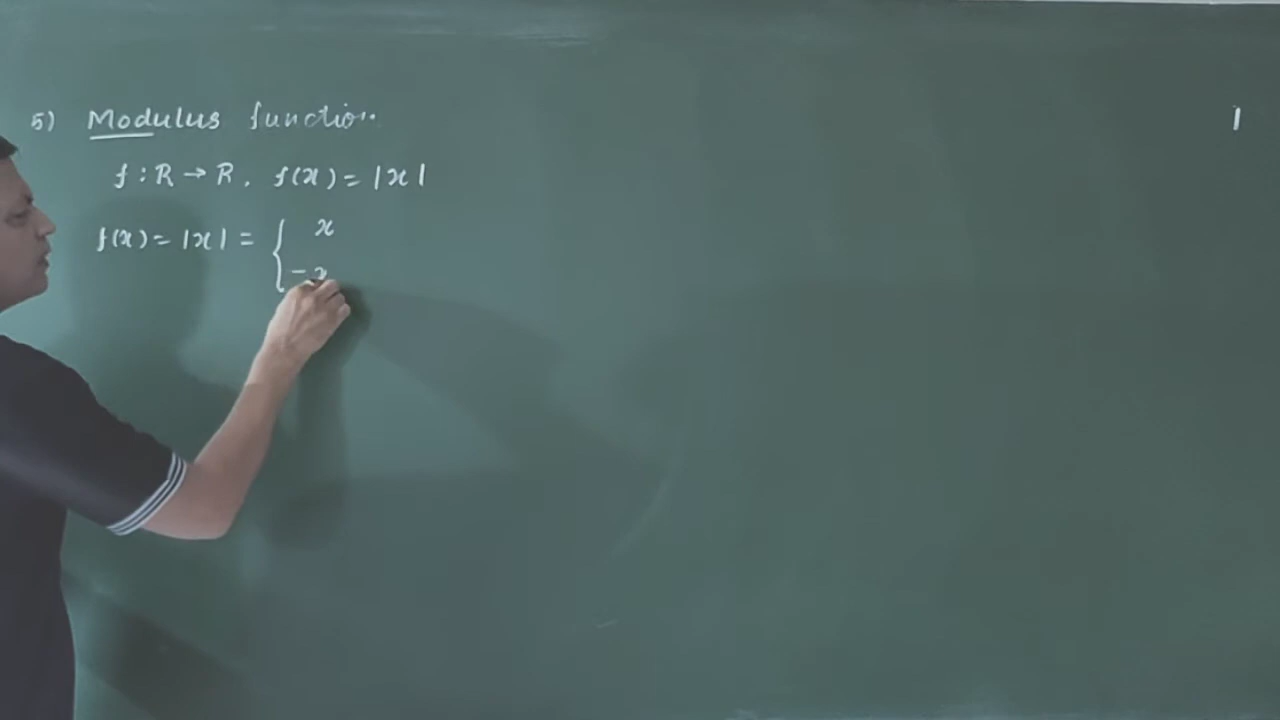 5) Modulus function
f : R → R, f(x) = |x|
f(x) = |x| = { x
- x
1